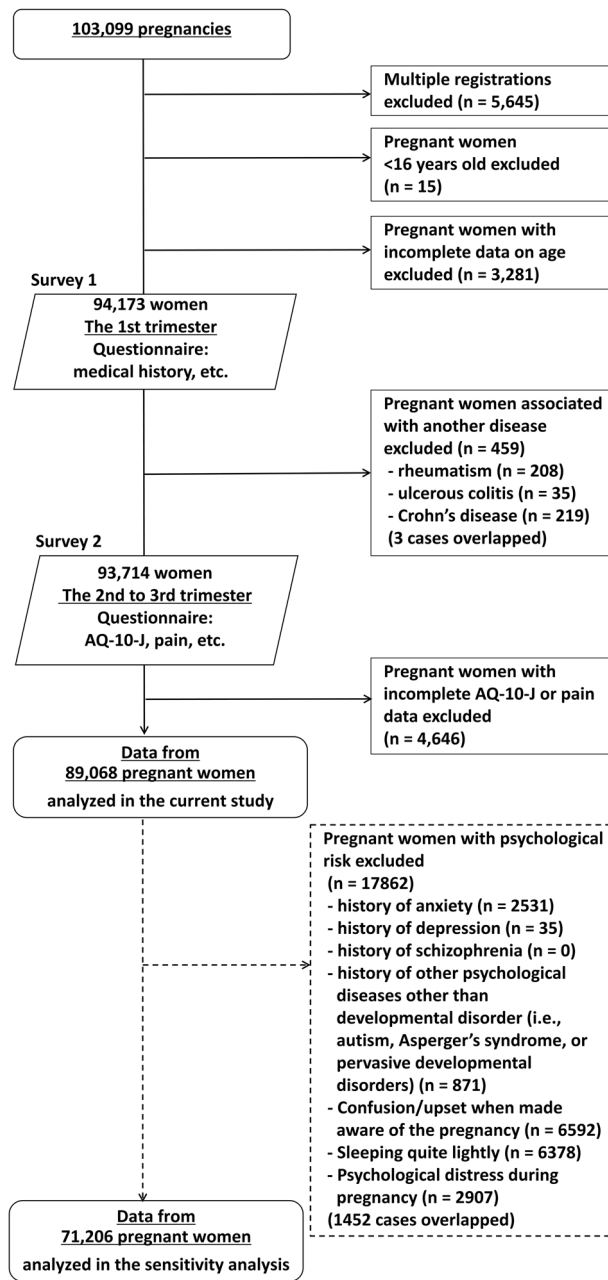 103,099 pregnancies
Multiple registrations
excluded (n = 5,645)
Pregnant women
<16 years old excluded
(n = 15)
Pregnant women with
incomplete data on age
excluded (n = 3,281)
Survey 1
94,173 women
The 1st trimester
Questionnaire:
medical history, etc.
Pregnant women associated
with another disease
excluded (n = 459)
- rheumatism (n = 208)
- ulcerous colitis (n = 35)
- Crohn’s disease (n = 219)
(3 cases overlapped)
Survey 2
93,714 women
The 2nd to 3rd trimester
Questionnaire:
AQ-10-J, pain, etc.
Pregnant women with
incomplete AQ-10-J or pain
data excluded
(n = 4,646)
Data from
89,068 pregnant women
analyzed in the current study
Pregnant women with psychological
risk excluded
(n = 17862)
- history of anxiety (n = 2531)
- history of depression (n = 35)
- history of schizophrenia (n = 0)
- history of other psychological
diseases other than
developmental disorder (i.e.,
autism, Asperger’s syndrome, or
pervasive developmental
disorders) (n = 871)
- Confusion/upset when made
aware of the pregnancy (n = 6592)
- Sleeping quite lightly (n = 6378)
- Psychological distress during
pregnancy (n = 2907)
(1452 cases overlapped)
Data from
71,206 pregnant women
analyzed in the sensitivity analysis